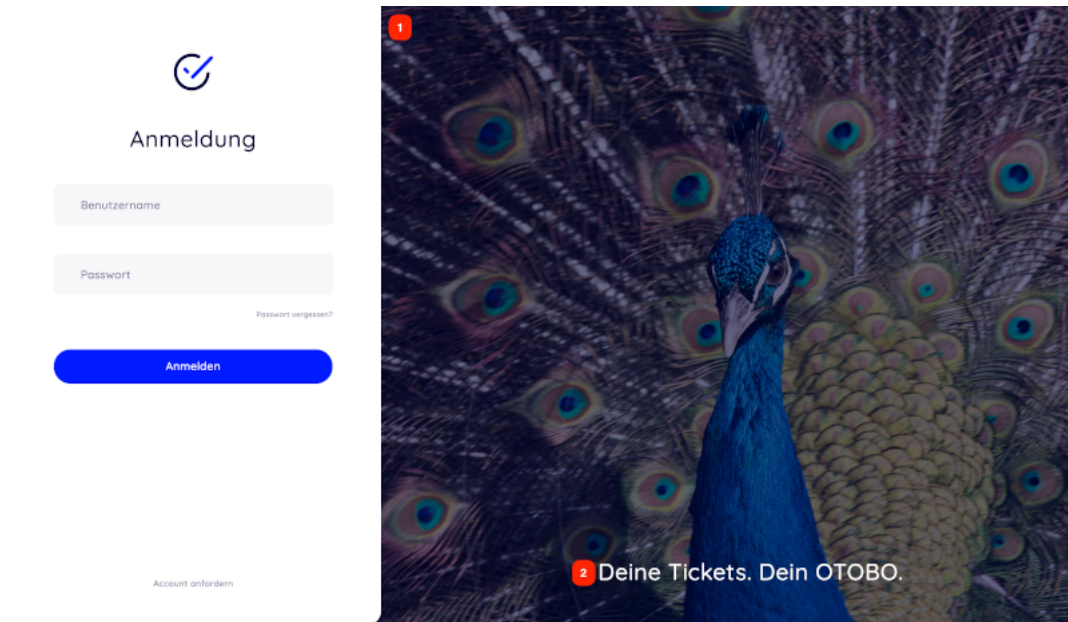 Anmeldung
Benutzername
Passwort
Passwort vergessen?
Anmelden
Account anfordern
1
2 Deine Tickets. Dein OTOBO.